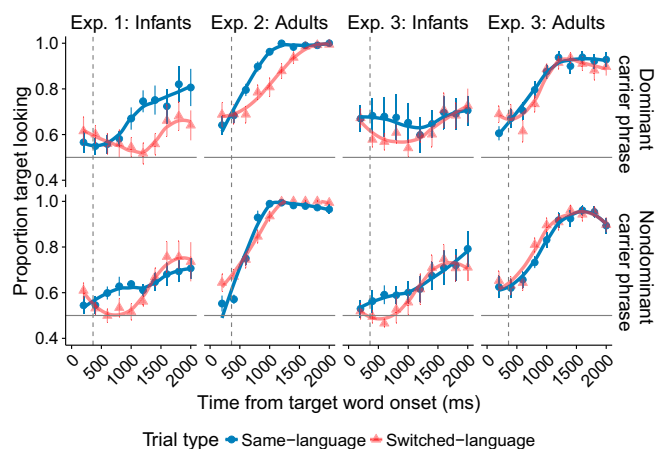 Exp. 1: Infants Exp. 2: Adults Exp. 3: Infants Exp. 3: Adults
Proportion target looking
1.0
0.8
0.6
0.4
1.0
0.8
0.6
0.4
Dominant
carrier phrase
Nondominant
carrier phrase
0 500 1000 1500 2000 0 500 1000 1500 2000 0 500 1000 1500 2000 0 500 1000 1500 2000
Time from target word onset (ms)
Trial type Same−language Switched−language